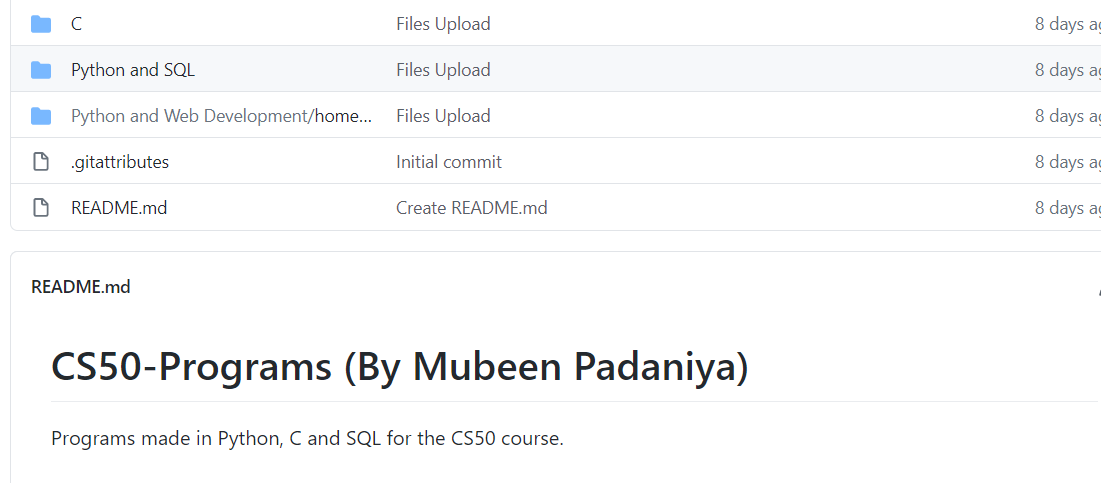 C Files Upload 8 days ag
Python and SQL Files Upload 8 days ag
Python and Web Development/home... Files Upload 8 days ag
.gitattributes Initial commit 8 days ag
README.md Create README.md 8 days ag
README.md
CS50-Programs (By Mubeen Padaniya)
Programs made in Python, C and SQL for the CS50 course.